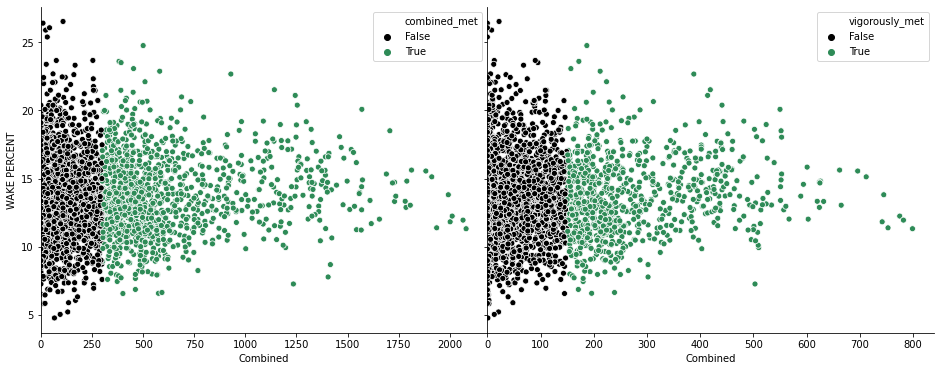 combined_met
False
True
vigorously_met
False
True
WAKE PERCENT
25
20
15
10
5
0 250 500 750 1000 1250 1500 1750 2000
0 100 200 300 400 500 600 700 800
Combined
Combined